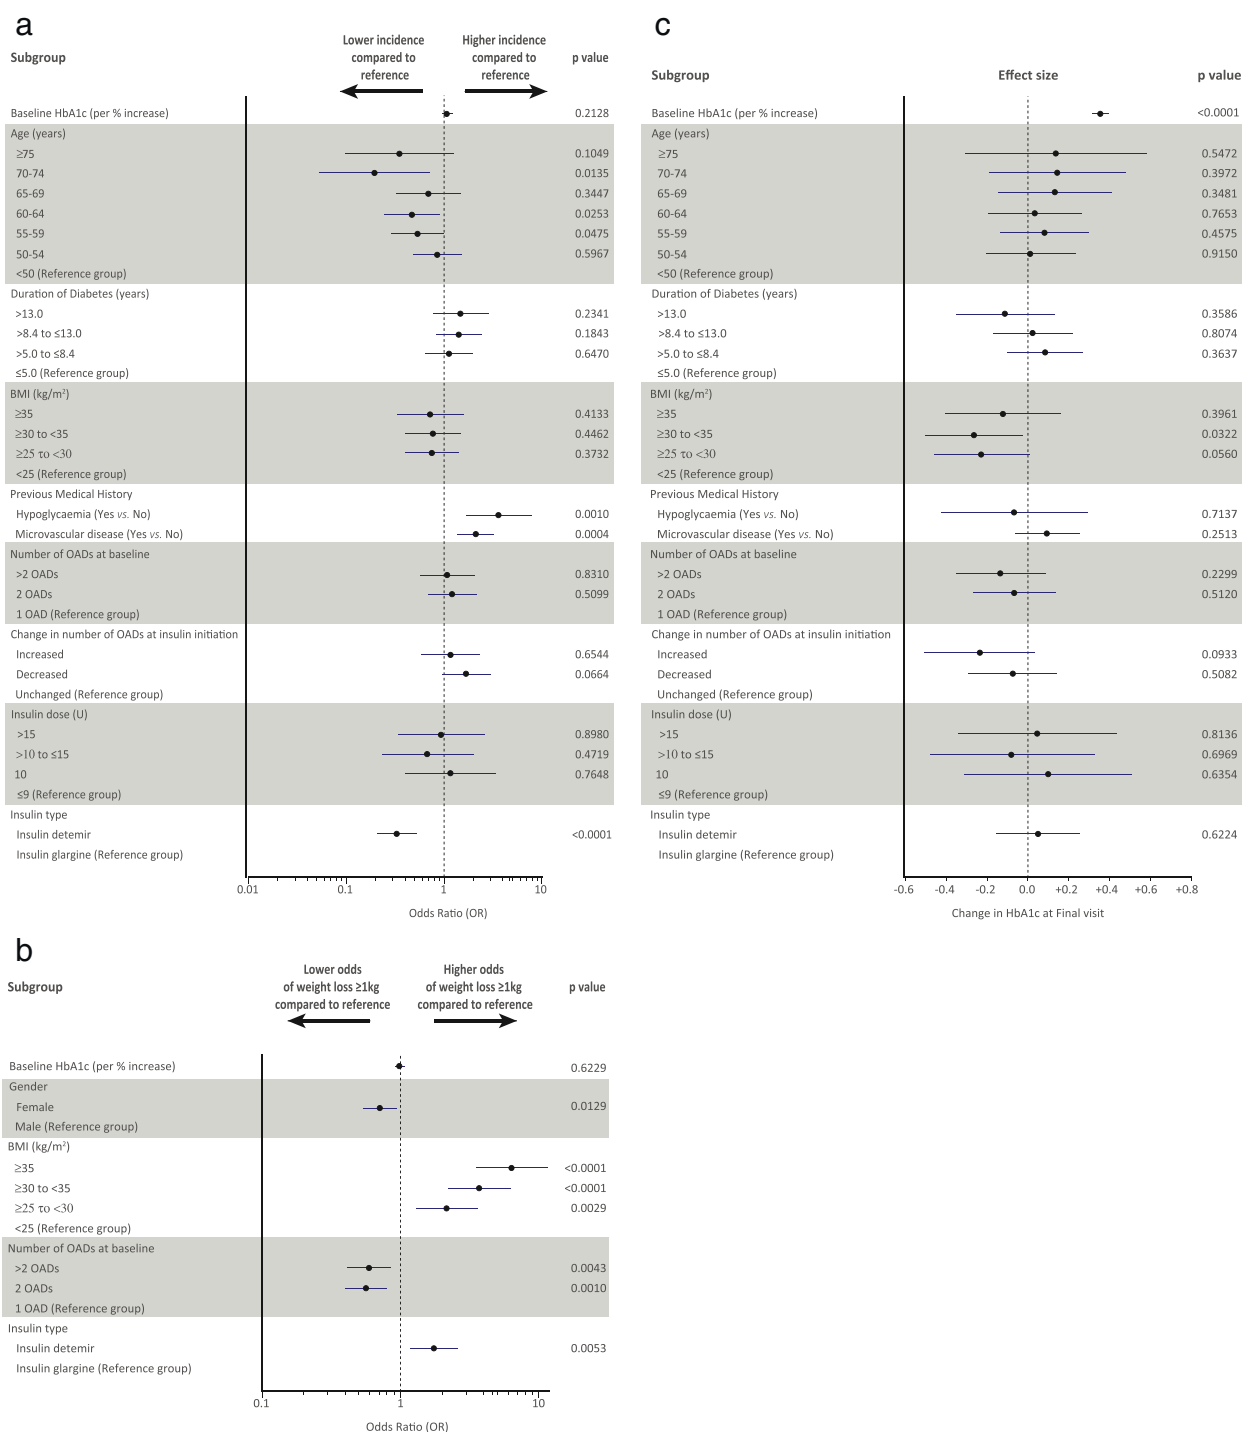 a
Subgroup
Lower incidence
compared to
reference
Higher incidence
compared to
reference
p value
Baseline HbA1c (per % increase) 0.2128
Age (years)
≥75 0.1049
70-74 0.0135
65-69 0.3447
60-64 0.0253
55-59 0.0475
50-54 0.5967
<50 (Reference group)
Duration of Diabetes (years)
>13.0 0.2341
>8.4 to ≤13.0 0.1843
>5.0 to ≤8.4 0.6470
≤5.0 (Reference group)
BMI (kg/m²)
≥35 0.4133
≥30 to <35 0.4462
≥25 to <30 0.3732
<25 (Reference group)
Previous Medical History
Hypoglycaemia (Yes vs. No) 0.0010
Microvascular disease (Yes vs. No) 0.0004
Number of OADs at baseline
>2 OADs 0.8310
2 OADs 0.5099
1 OAD (Reference group)
Change in number of OADs at insulin initiation
Increased 0.6544
Decreased 0.0664
Unchanged (Reference group)
Insulin dose (U)
>15 0.8980
>10 to ≤15 0.4719
10 0.7648
≤9 (Reference group)
Insulin type
Insulin detemir <0.0001
Insulin glargine (Reference group)
0.01 0.1 1 10
Odds Ratio (OR)
c
Subgroup Effect size p value
Baseline HbA1c (per % increase) <0.0001
Age (years)
≥75 0.5472
70-74 0.3972
65-69 0.3481
60-64 0.7653
55-59 0.4575
50-54 0.9150
<50 (Reference group)
Duration of Diabetes (years)
>13.0 0.3586
>8.4 to ≤13.0 0.8074
>5.0 to ≤8.4 0.3637
≤5.0 (Reference group)
BMI (kg/m²)
≥35 0.3961
≥30 to <35 0.0322
≥25 to <30 0.0560
<25 (Reference group)
Previous Medical History
Hypoglycaemia (Yes vs. No) 0.7137
Microvascular disease (Yes vs. No) 0.2513
Number of OADs at baseline
>2 OADs 0.2299
2 OADs 0.5120
1 OAD (Reference group)
Change in number of OADs at insulin initiation
Increased 0.0933
Decreased 0.5082
Unchanged (Reference group)
Insulin dose (U)
>15 0.8136
>10 to ≤15 0.6969
10 0.6354
≤9 (Reference group)
Insulin type
Insulin detemir 0.6224
Insulin glargine (Reference group)
-0.6 -0.4 -0.2 0.0 +0.2 +0.4 +0.6 +0.8
Change in HbA1c at Final visit
b
Subgroup
Lower odds
of weight loss ≥1kg
compared to reference
Higher odds
of weight loss ≥1kg
compared to reference
p value
Baseline HbA1c (per % increase) 0.6229
Gender
Female 0.0129
Male (Reference group)
BMI (kg/m²)
≥35 <0.0001
≥30 to <35 <0.0001
≥25 to <30 0.0029
<25 (Reference group)
Number of OADs at baseline
>2 OADs 0.0043
2 OADs 0.0010
1 OAD (Reference group)
Insulin type
Insulin detemir 0.0053
Insulin glargine (Reference group)
0.1 1 10
Odds Ratio (OR)